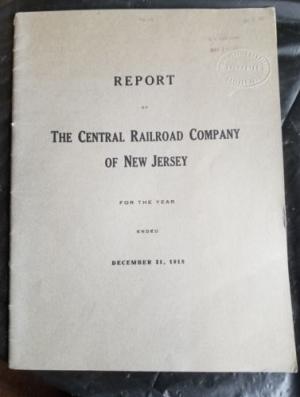 REPORT
OF
THE CENTRAL RAILROAD COMPANY
OF NEW JERSEY
FOR THE YEAR
ENDED
DECEMBER 31, 1918